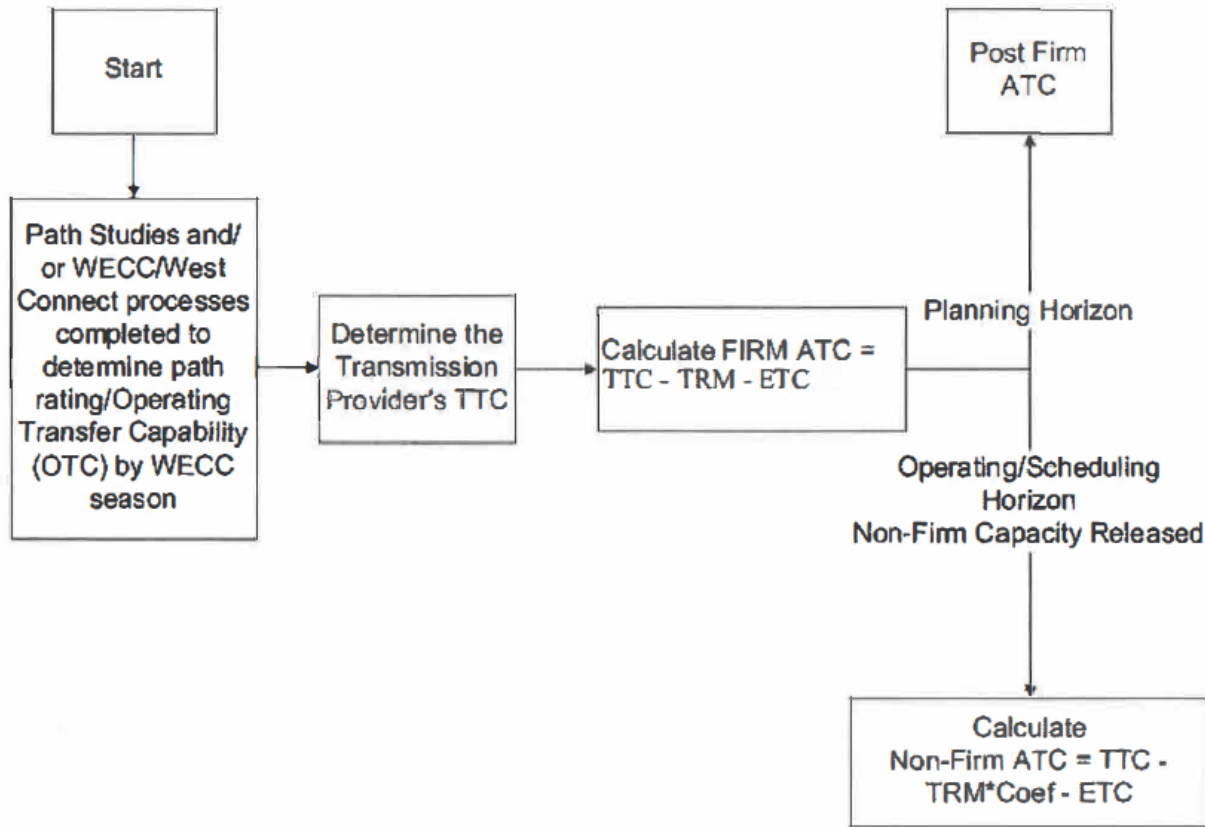 Start
Path Studies and/
or WECC/West
Connect processes
completed to
determine path
rating/Operating
Transfer Capability
(OTC) by WECC
season
Determine the
Transmission
Provider's TTC
Calculate FIRM ATC =
TTC - TRM - ETC
Post Firm
ATC
Planning Horizon
Operating/Scheduling
Horizon
Non-Firm Capacity Released
Calculate
Non-Firm ATC = TTC -
TRM*Coef - ETC